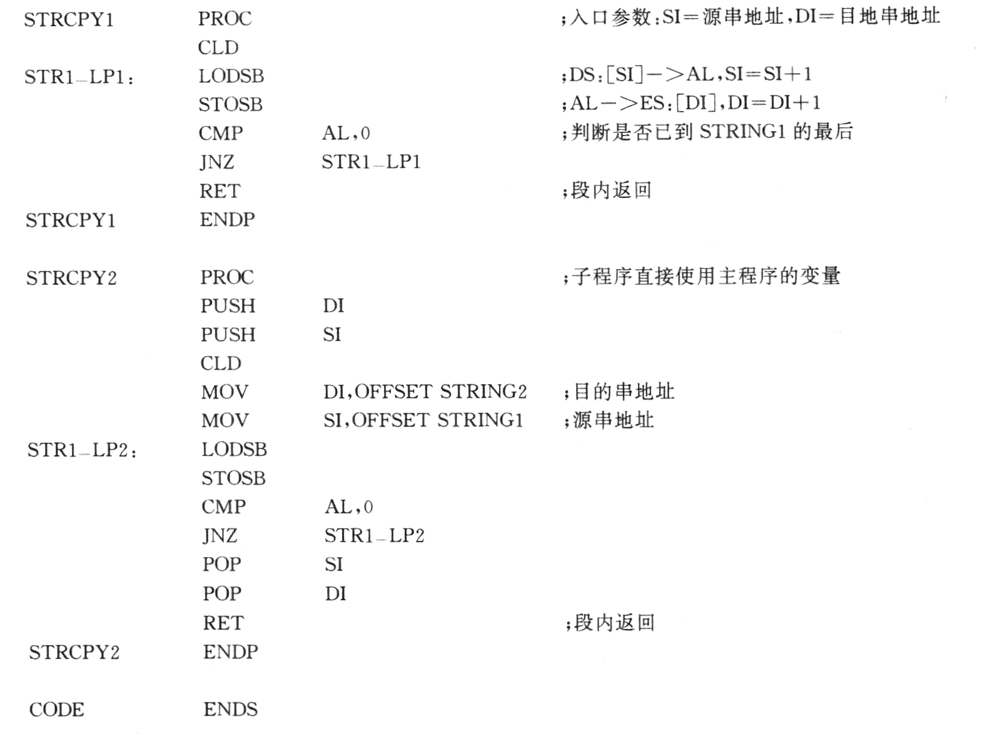 STRCPY1 PROC ;入口参数:SI=源串地址,DI=目地串地址
CLD
STR1_LP1: LODSB ;DS:[SI]->AL,SI=SI+1
STOSB ;AL->ES:[DI],DI=DI+1
CMP AL,0 ;判断是否已到 STRING1 的最后
JNZ STR1_LP1
RET ;段内返回
STRCPY1 ENDP
STRCPY2 PROC ;子程序直接使用主程序的变量
PUSH DI
PUSH SI
CLD
MOV DI,OFFSET STRING2 ;目的串地址
MOV SI,OFFSET STRING1 ;源串地址
STR1_LP2: LODSB
STOSB
CMP AL,0
JNZ STR1_LP2
POP SI
POP DI
RET ;段内返回
STRCPY2 ENDP
CODE ENDS